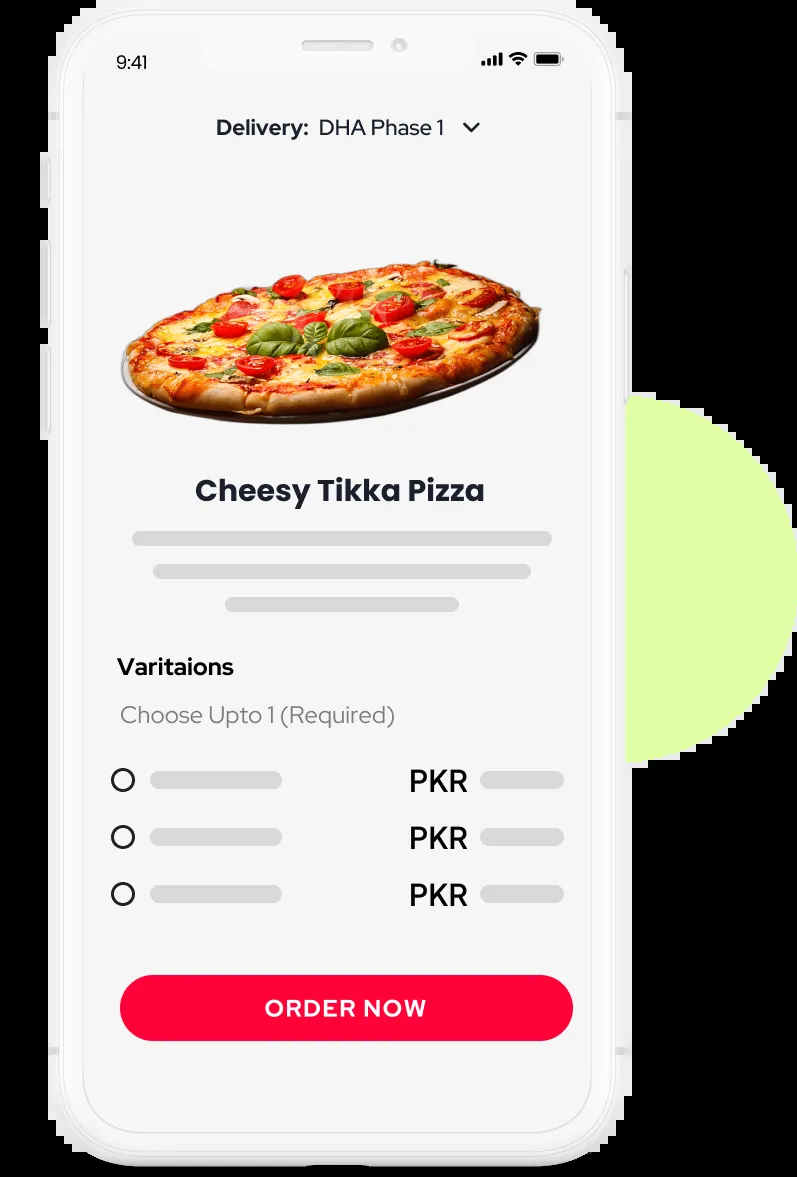 9:41
Delivery: DHA Phase 1
Cheesy Tikka Pizza
Varitaions
Choose Upto 1 (Required)
PKR
PKR
PKR
ORDER NOW